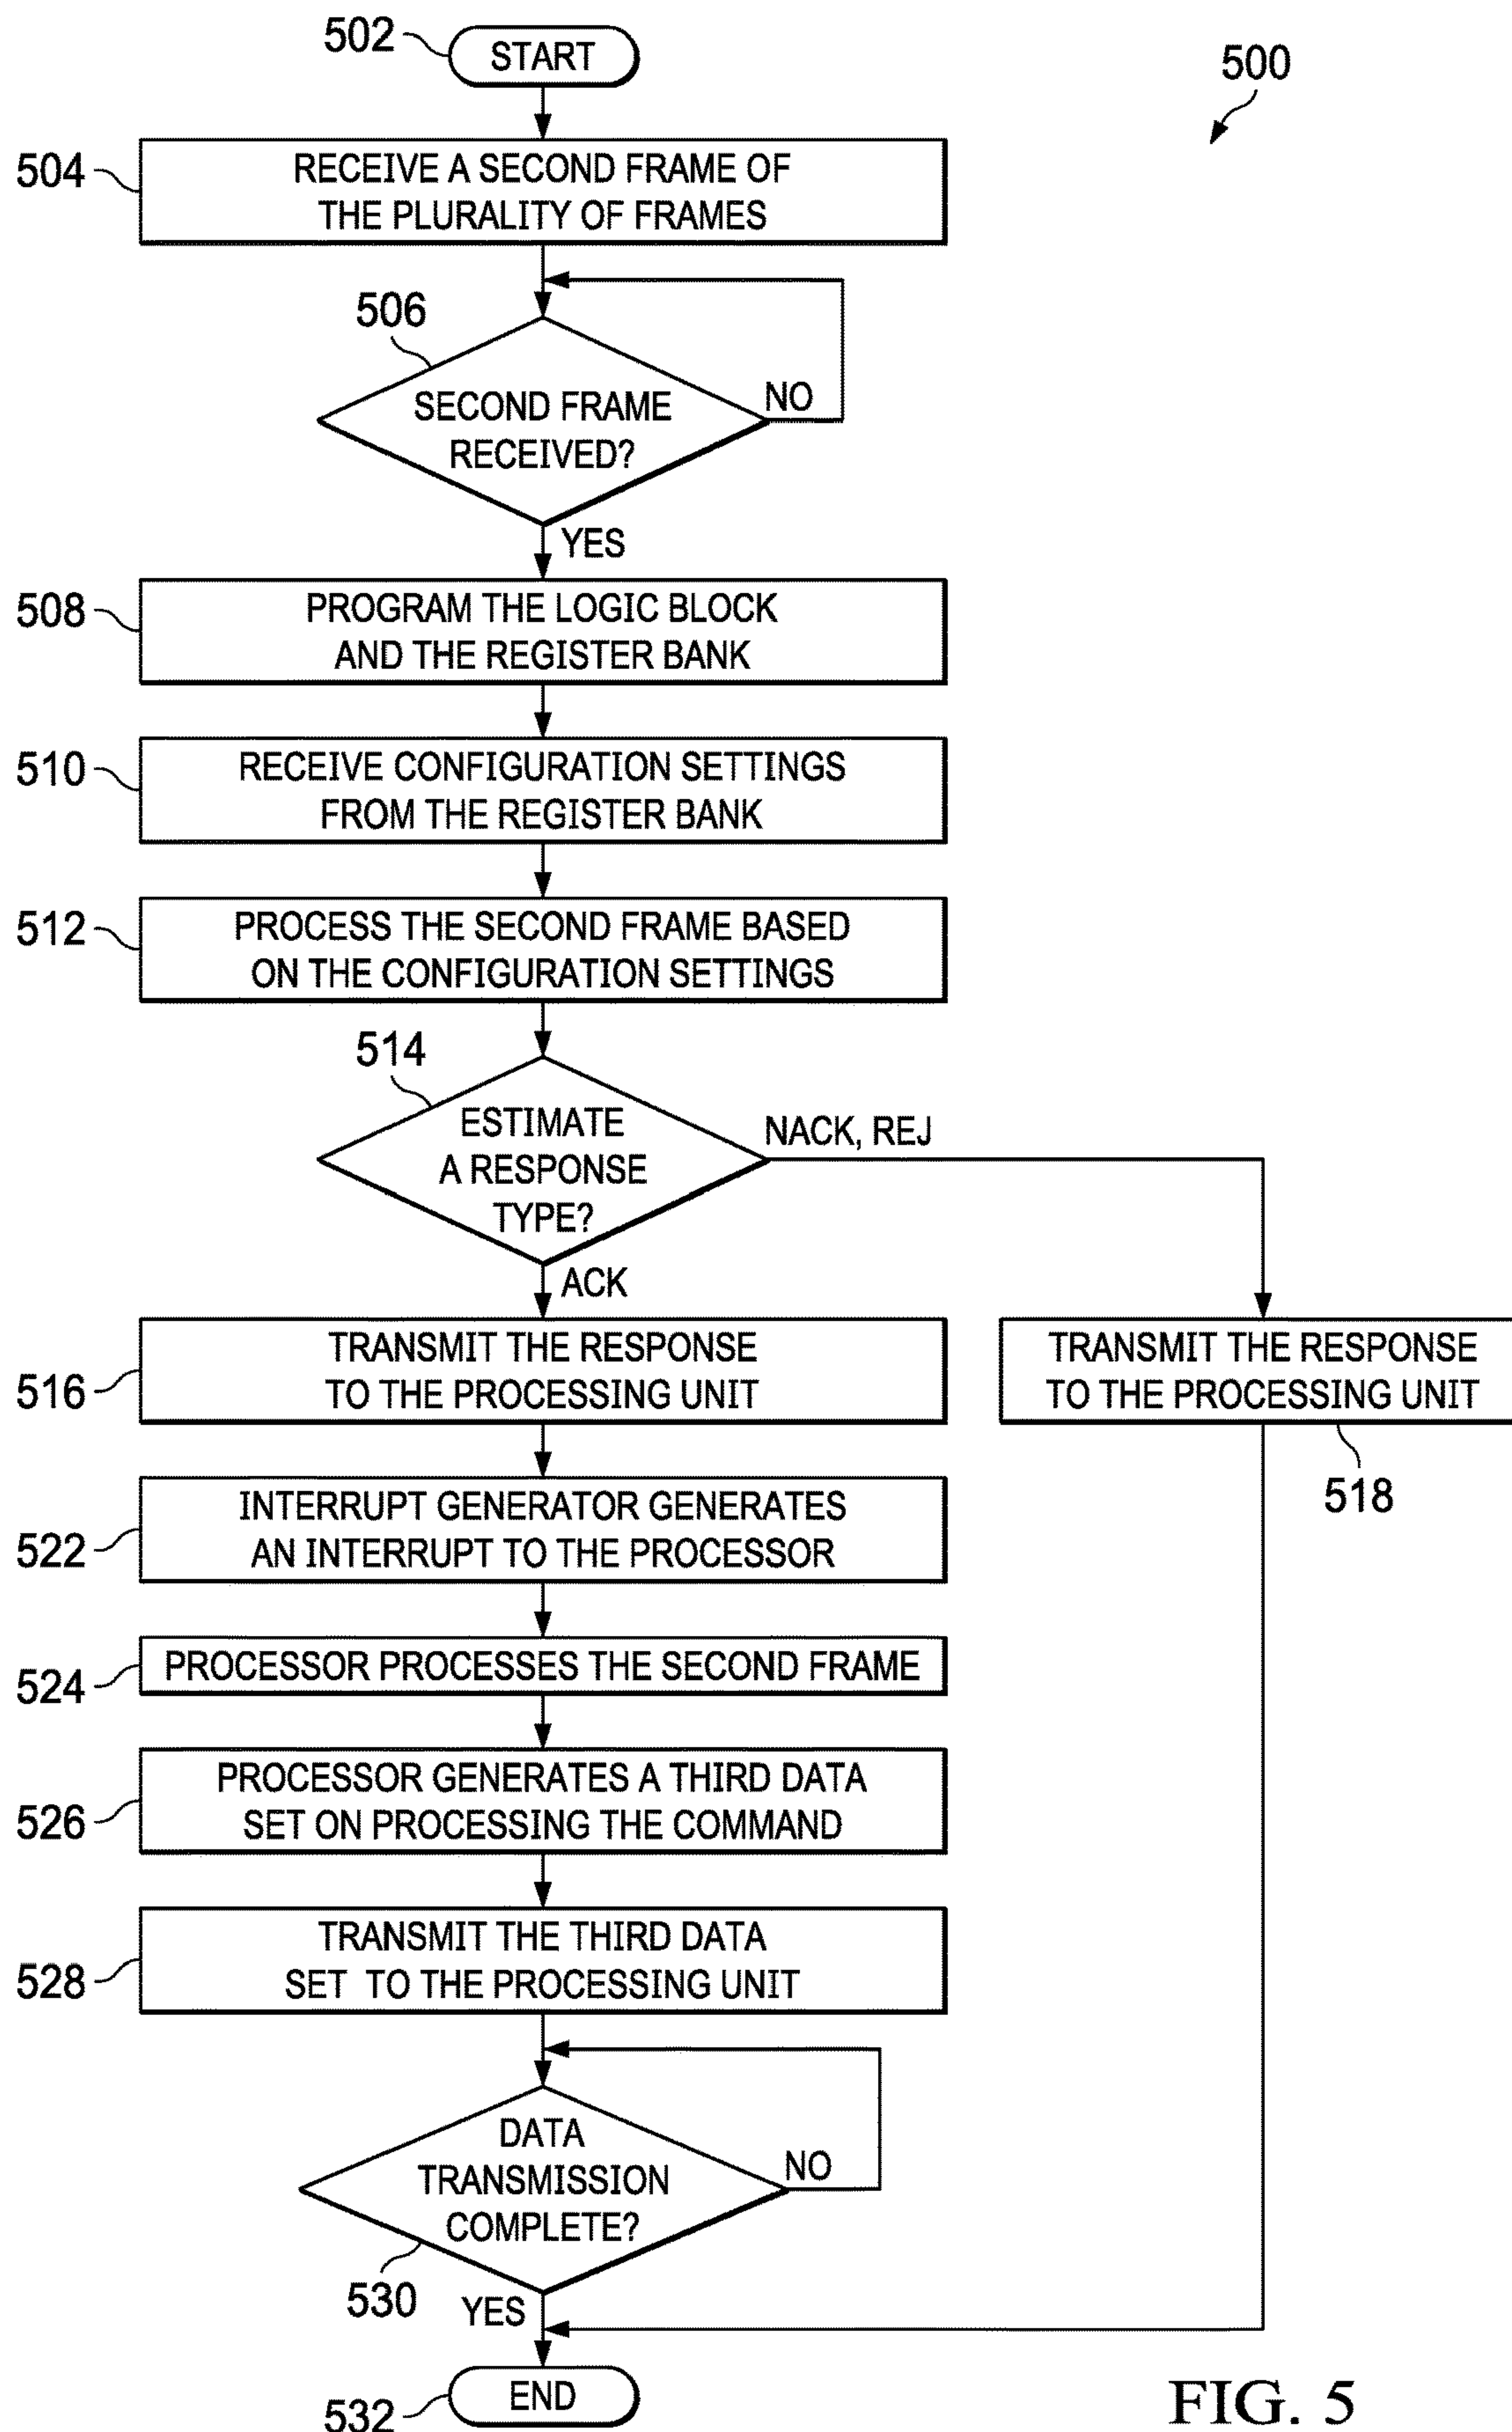 502
START
500
504
RECEIVE A SECOND FRAME OF
THE PLURALITY OF FRAMES
506
SECOND FRAME
RECEIVED?
NO
YES
508
PROGRAM THE LOGIC BLOCK
AND THE REGISTER BANK
510
RECEIVE CONFIGURATION SETTINGS
FROM THE REGISTER BANK
512
PROCESS THE SECOND FRAME BASED
ON THE CONFIGURATION SETTINGS
514
ESTIMATE
A RESPONSE
TYPE?
NACK, REJ
ACK
516
TRANSMIT THE RESPONSE
TO THE PROCESSING UNIT
TRANSMIT THE RESPONSE
TO THE PROCESSING UNIT
518
522
INTERRUPT GENERATOR GENERATES
AN INTERRUPT TO THE PROCESSOR
524
PROCESSOR PROCESSES THE SECOND FRAME
526
PROCESSOR GENERATES A THIRD DATA
SET ON PROCESSING THE COMMAND
528
TRANSMIT THE THIRD DATA
SET TO THE PROCESSING UNIT
DATA
TRANSMISSION
COMPLETE?
NO
530
YES
532
END
FIG. 5